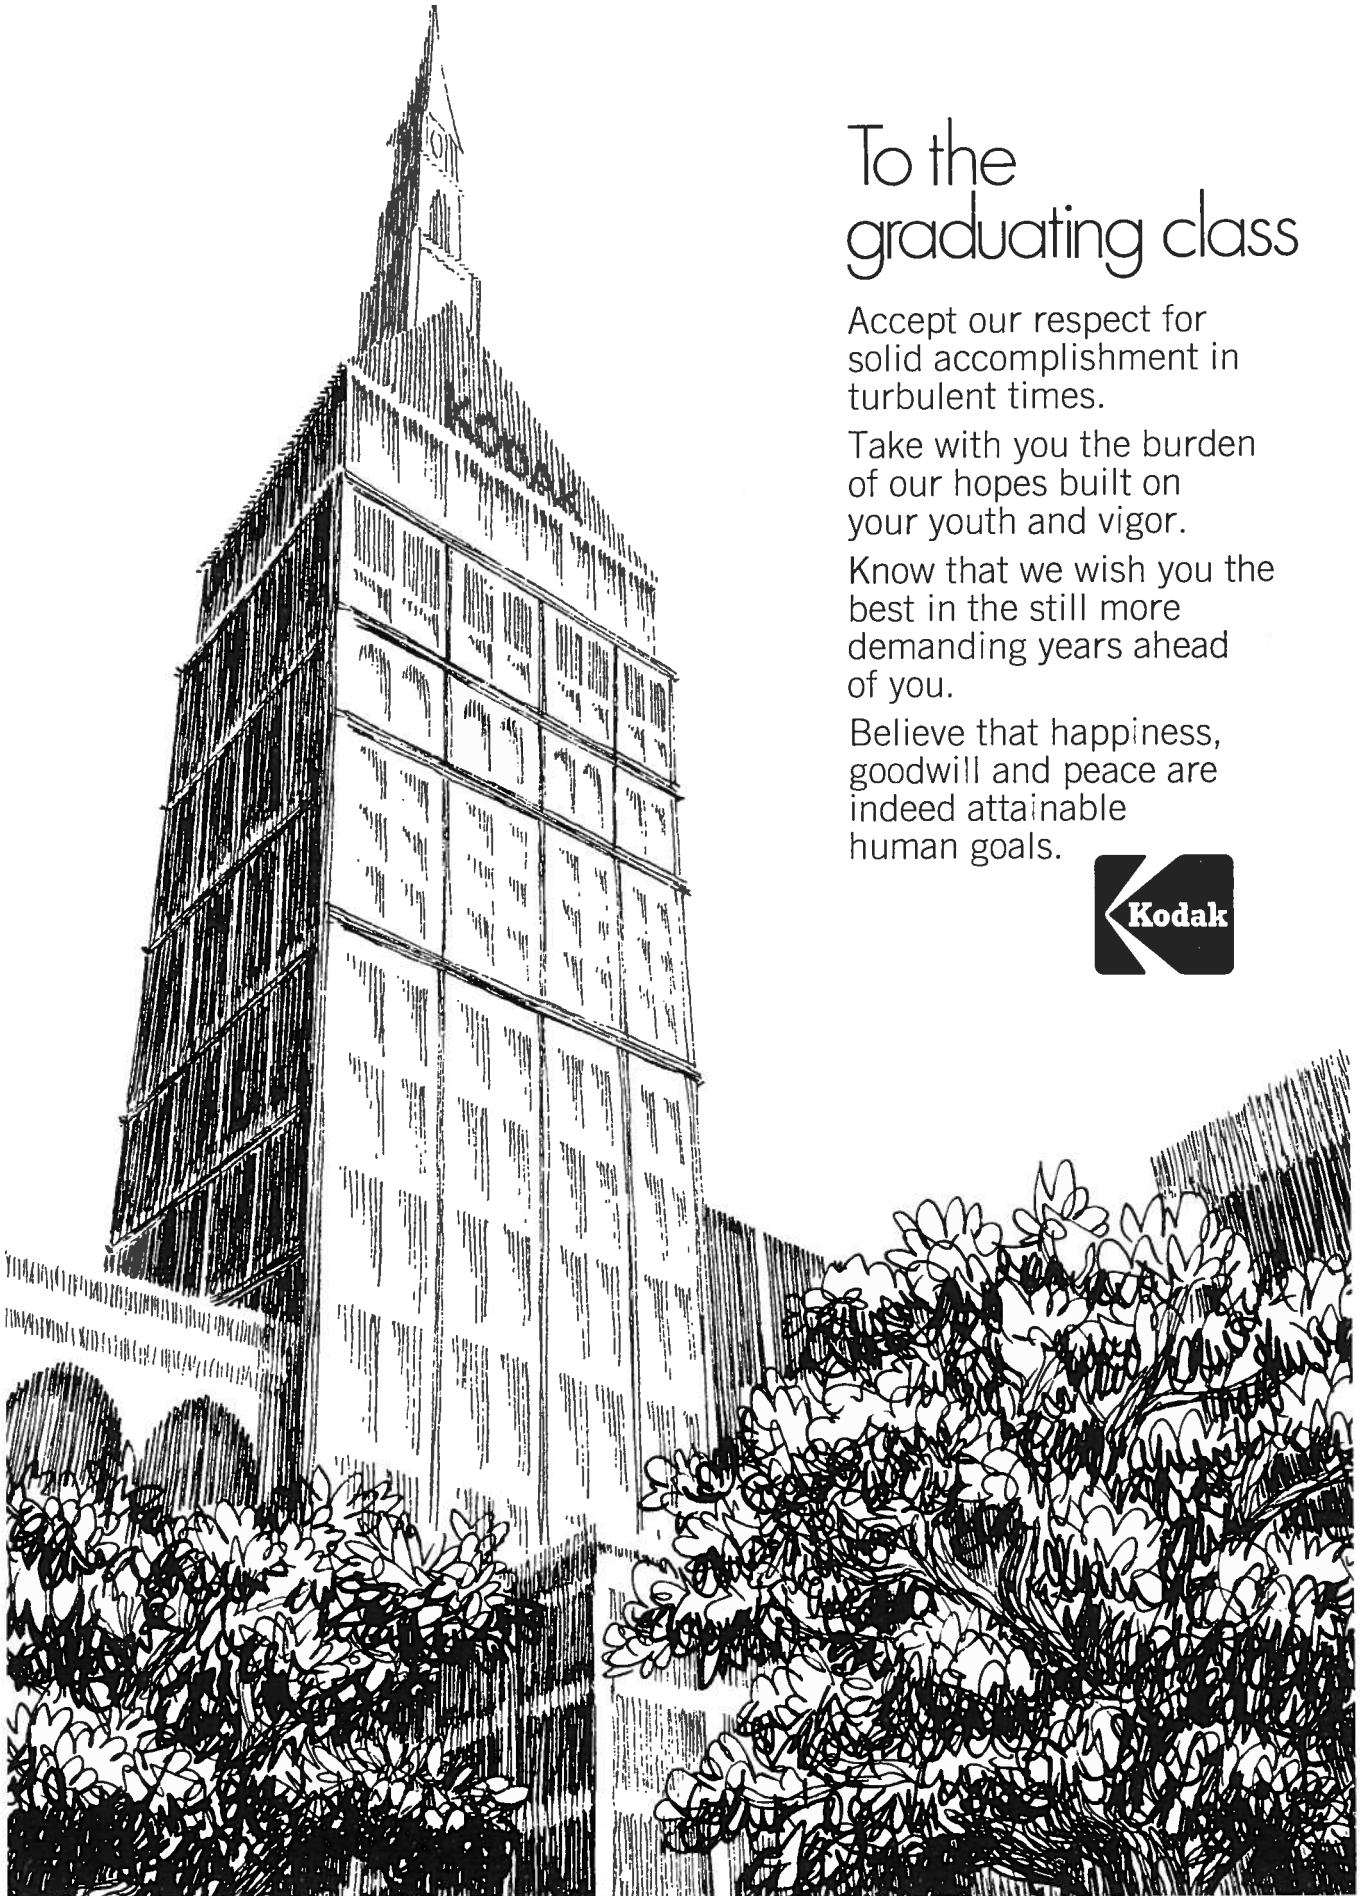 To the
graduating class
Accept our respect for
solid accomplishment in
turbulent times.
Take with you the burden
of our hopes built on
your youth and vigor.
Know that we wish you the
best in the still more
demanding years ahead
of you.
Believe that happiness,
goodwill and peace are
indeed attainable
human goals.
Kodak
KODAK